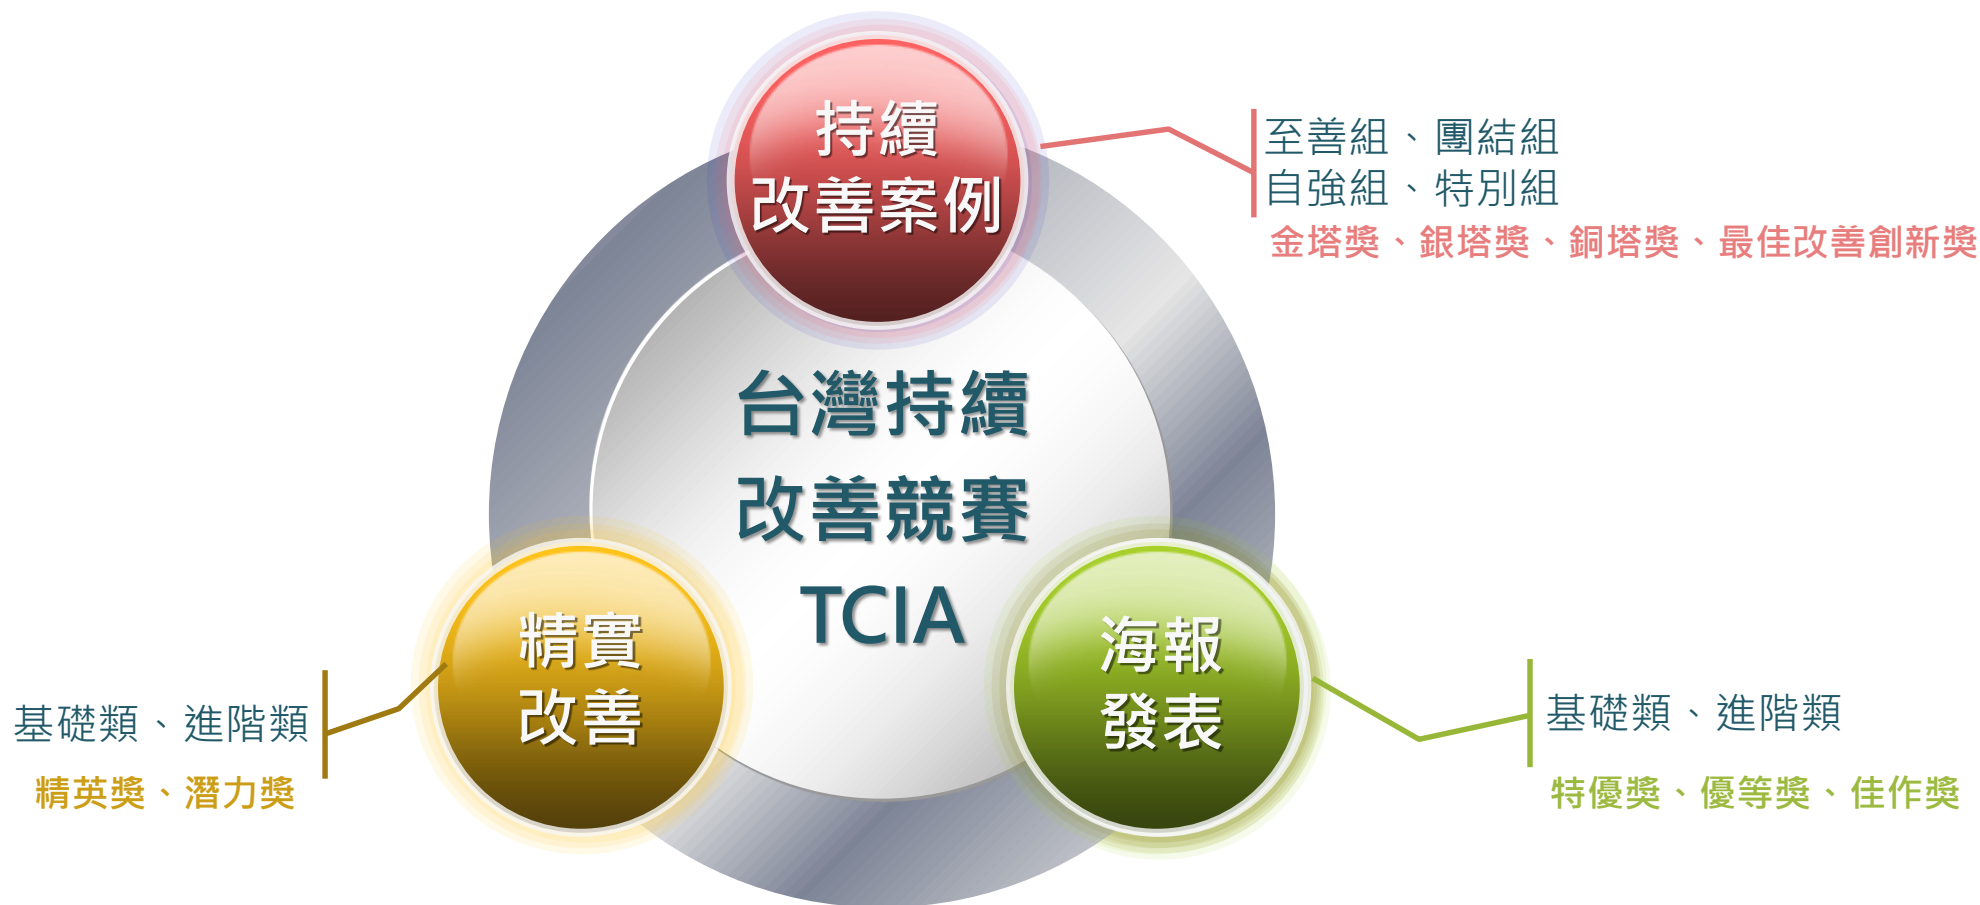 持續
改善案例
至善組、團結組
自強組、特別組
金塔獎、銀塔獎、銅塔獎、最佳改善創新獎
台灣持續
改善競賽
TCIA
精實
改善
基礎類、進階類
精英獎、潛力獎
海報
發表
基礎類、進階類
特優獎、優等獎、佳作獎